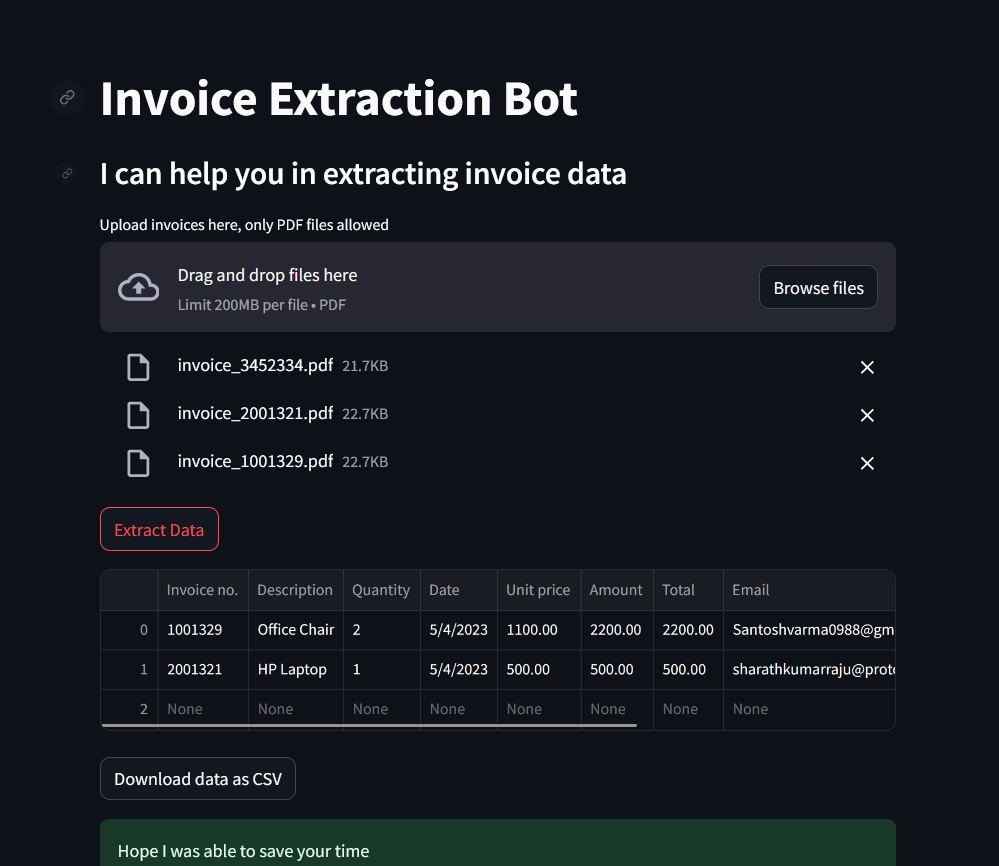 Invoice Extraction Bot
I can help you in extracting invoice data
Upload invoices here, only PDF files allowed
Drag and drop files here
Limit 200MB per file • PDF
Browse files
invoice_3452334.pdf 22.7KB
invoice_2001321.pdf 22.7KB
invoice_1001329.pdf 22.7KB
Extract Data
Invoice no. Description Quantity Date Unit price Amount Total Email
0 1001329 Office Chair 2 5/4/2023 1100.00 2200.00 2200.00 Santoshvarma0988@gm
1 2001321 HP Laptop 1 5/4/2023 500.00 500.00 500.00 sharathkumarraju@proto
2 None None None None None None None None
Download data as CSV
Hope I was able to save your time